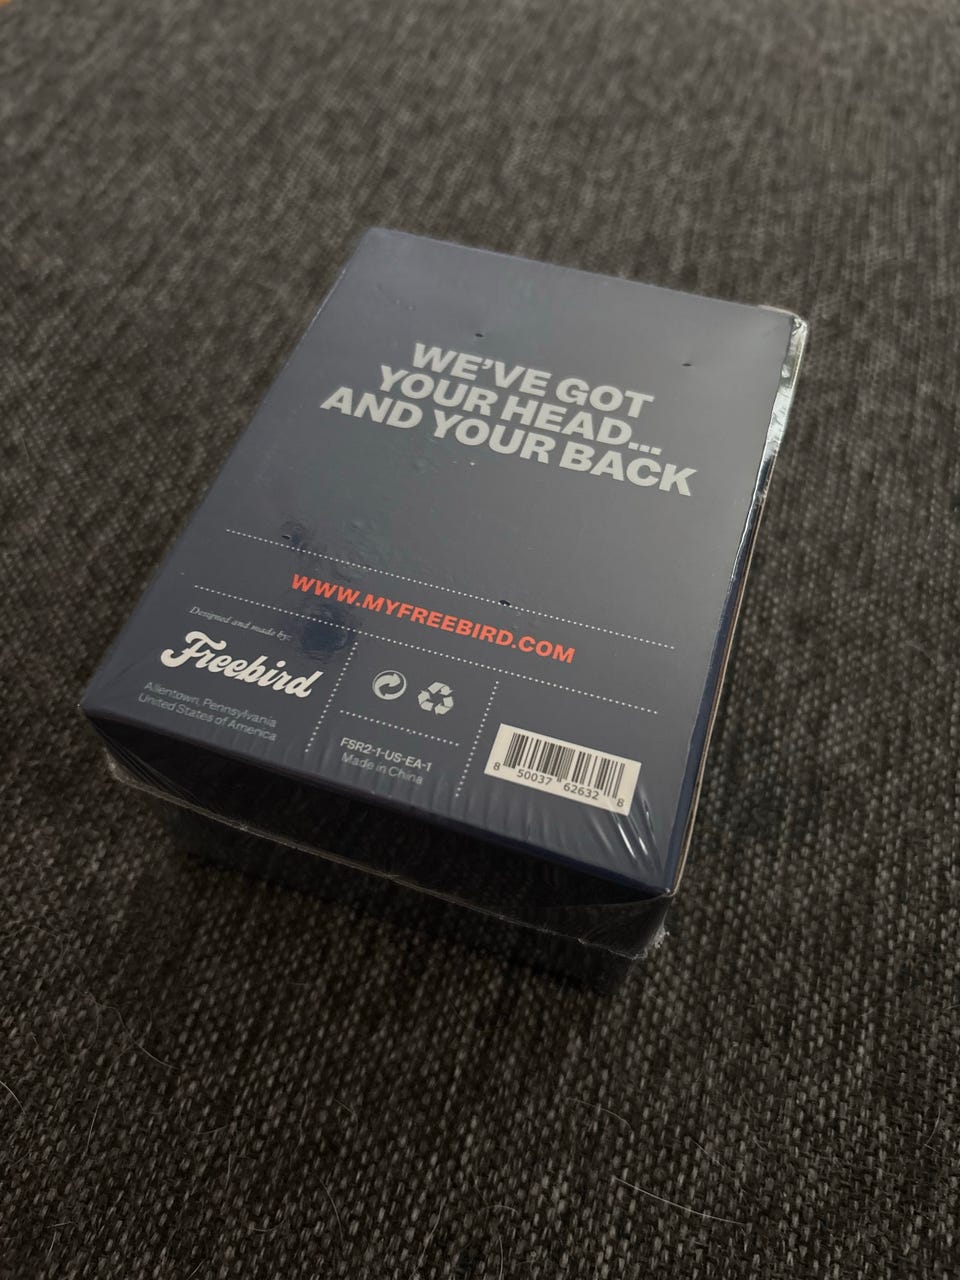 WE'VE GOT
YOUR HEAD...
AND YOUR BACK
WWW.MYFREEBIRD.COM
Designed and made by:
Freebird
Allentown, Pennsylvania
United States of America
FSR2-1-US-EA-1
Made in China
8 50037 62632 8